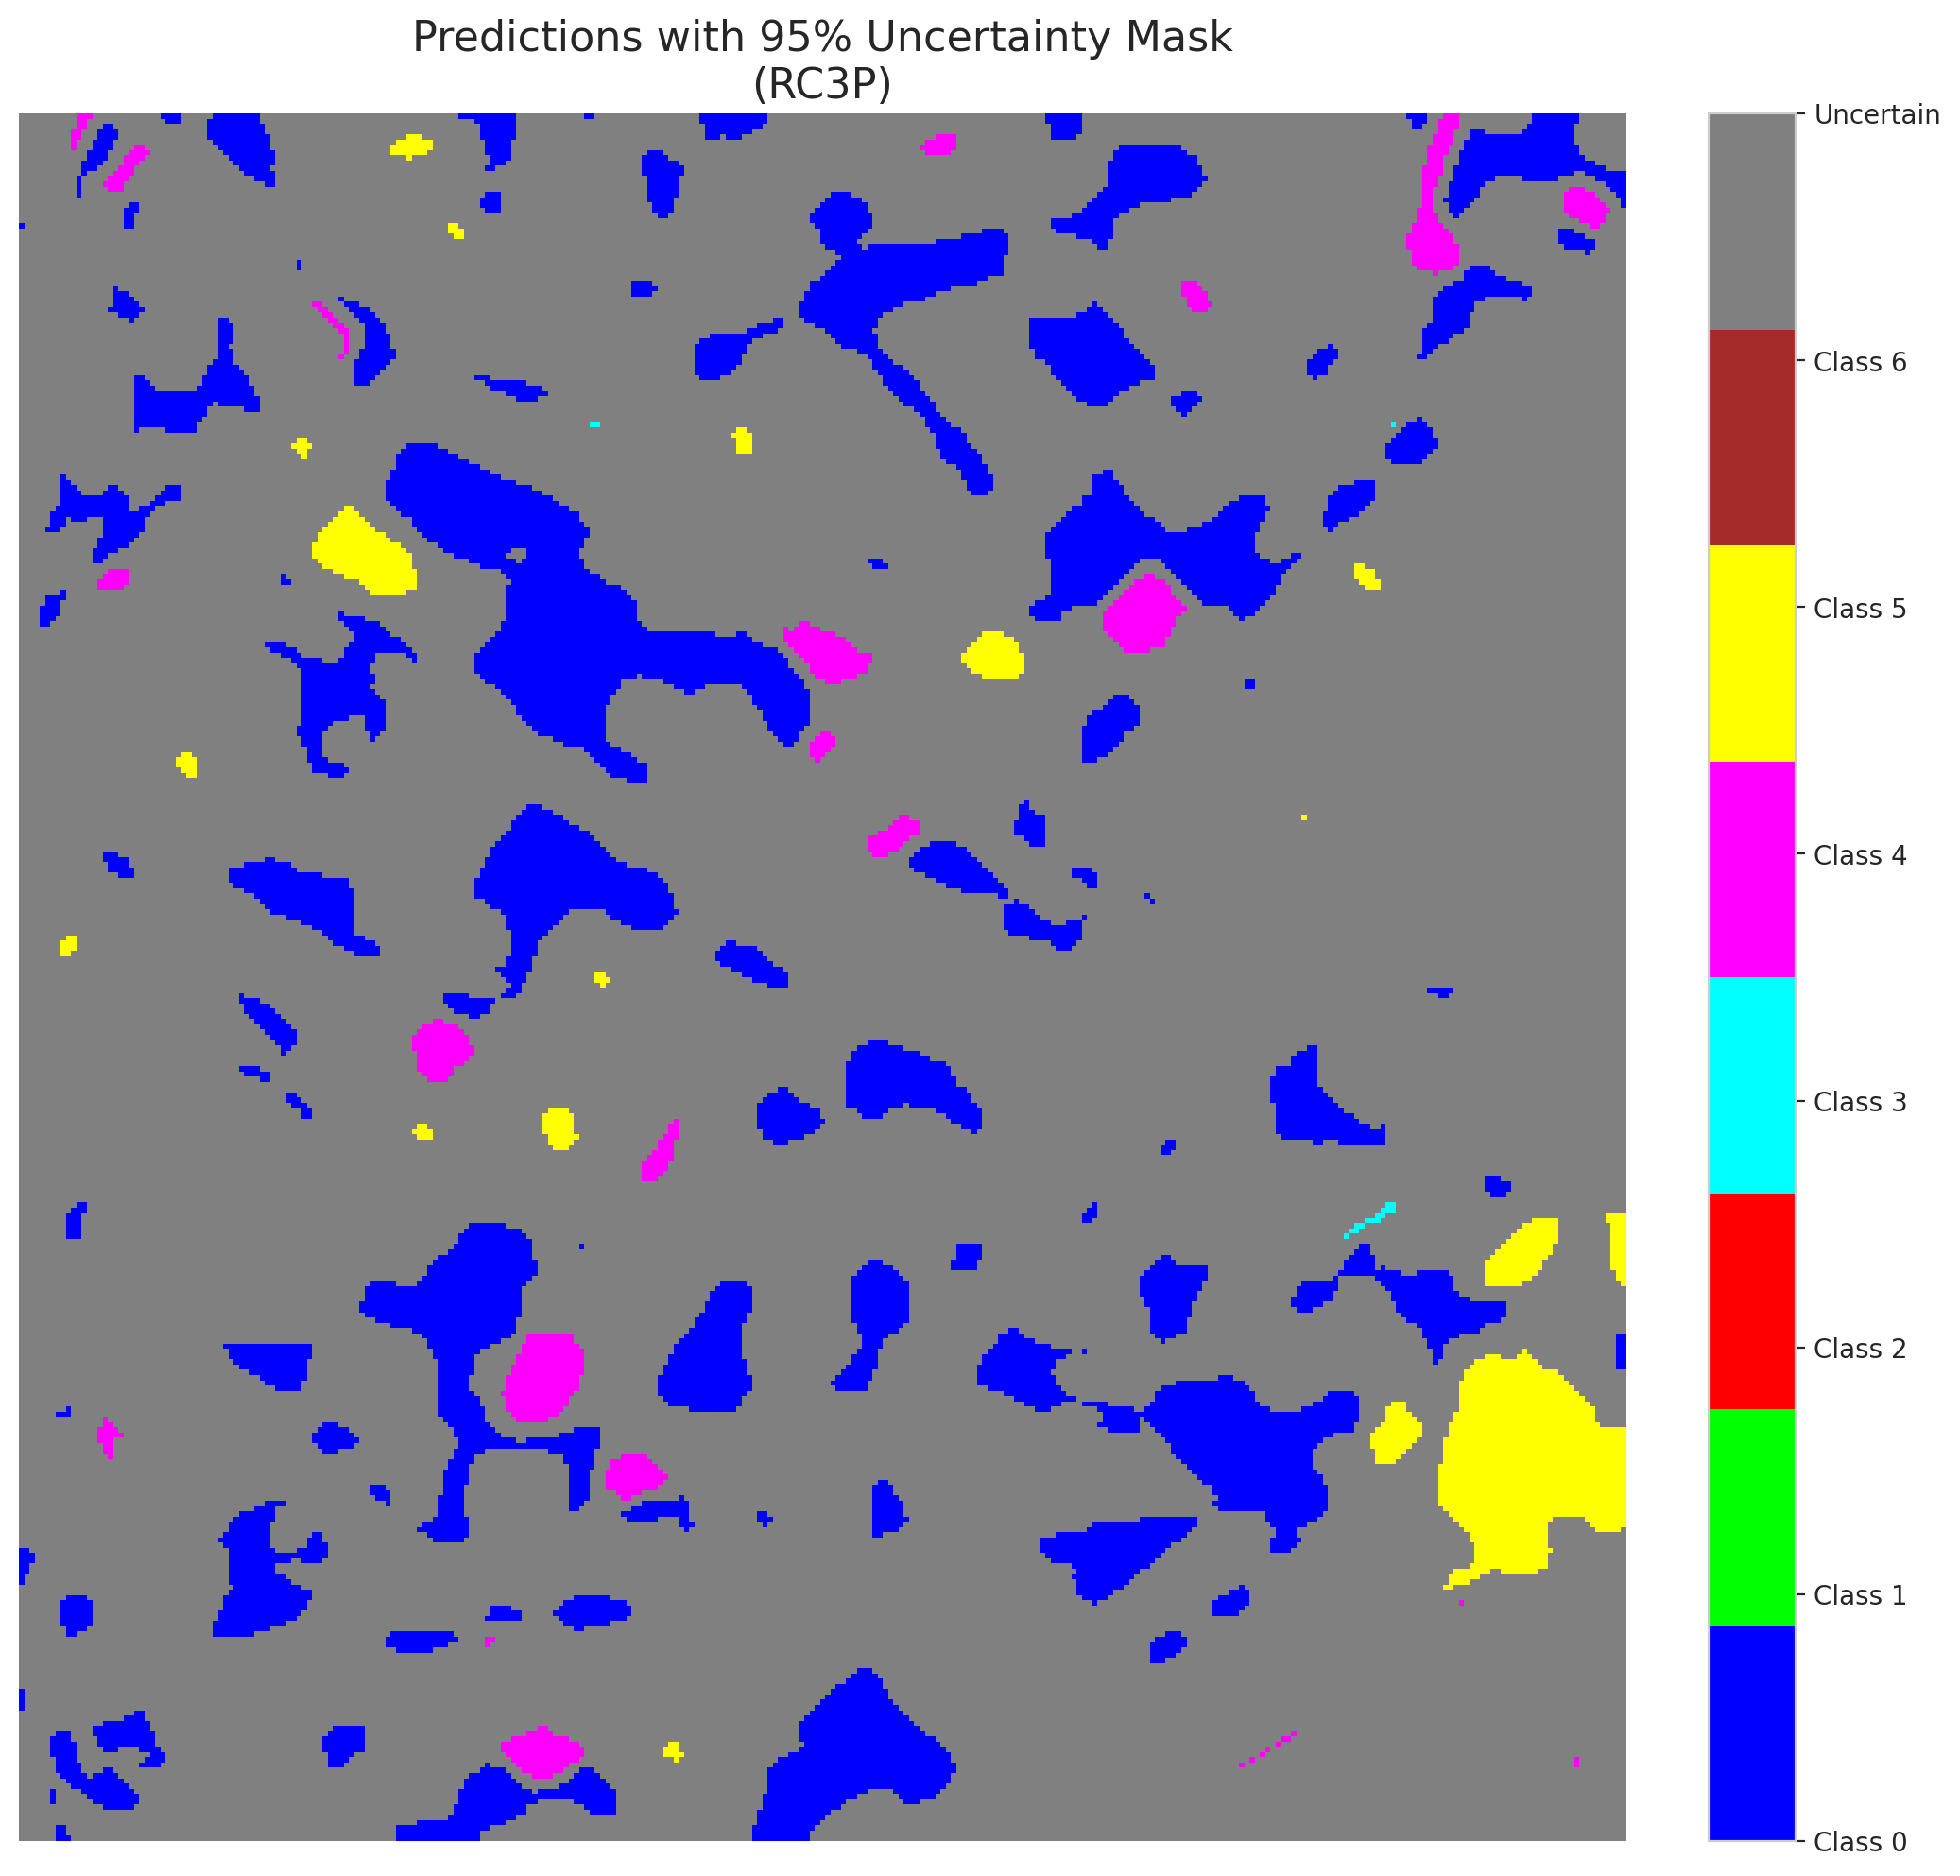 Predictions with 95% Uncertainty Mask
(RC3P)
Uncertain
Class 6
Class 5
Class 4
Class 3
Class 2
Class 1
Class 0